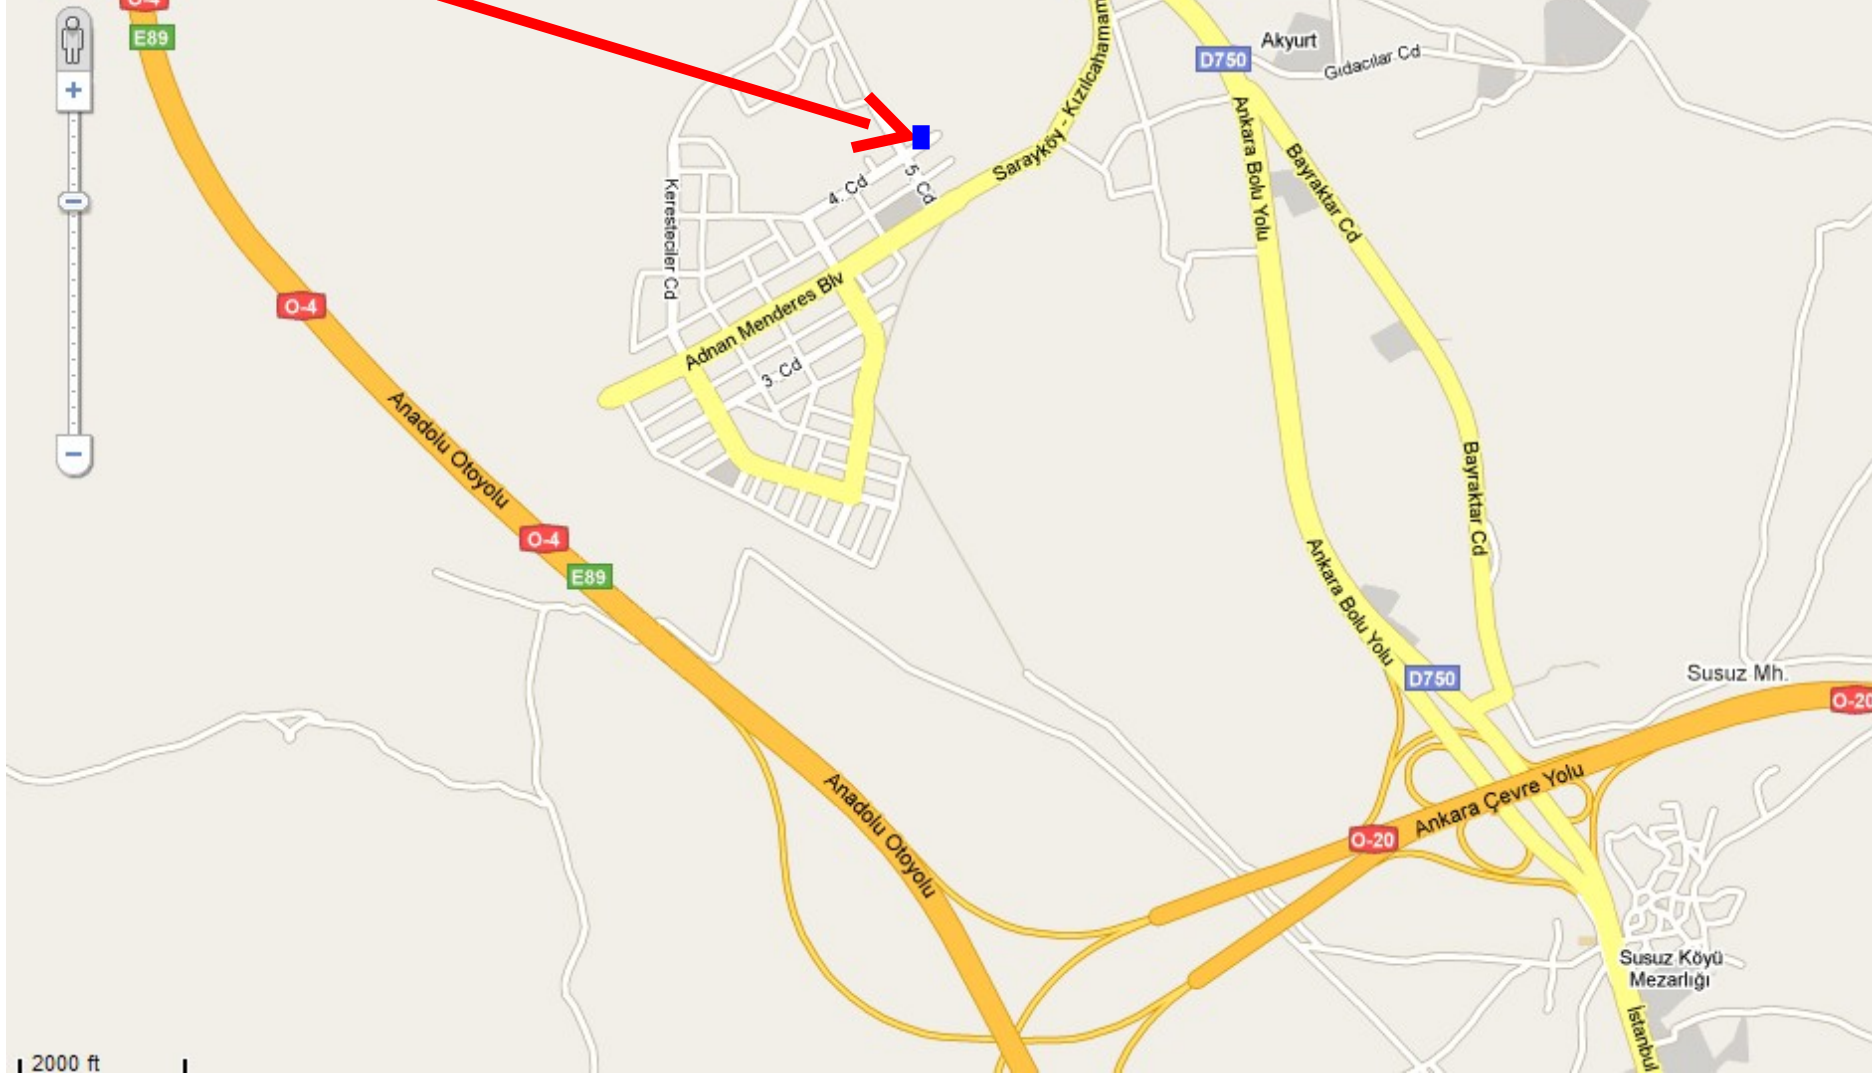 O-4
E89
+
−
−
Akyurt
D750
Gıdacılar Cd
Sarayköy - Kızılcahamam
Ankara Bolu Yolu
Bayraktar Cd
4. Cd
5. Cd
Keresteciler Cd
Adnan Menderes Blv
3. Cd
O-4
Anadolu Otoyolu
O-4
E89
Bayraktar Cd
Ankara Bolu Yolu
D750
Susuz Mh.
O-20
Anadolu Otoyolu
Ankara Çevre Yolu
O-20
Susuz Köyü
Mezarlığı
İstanbul
2000 ft